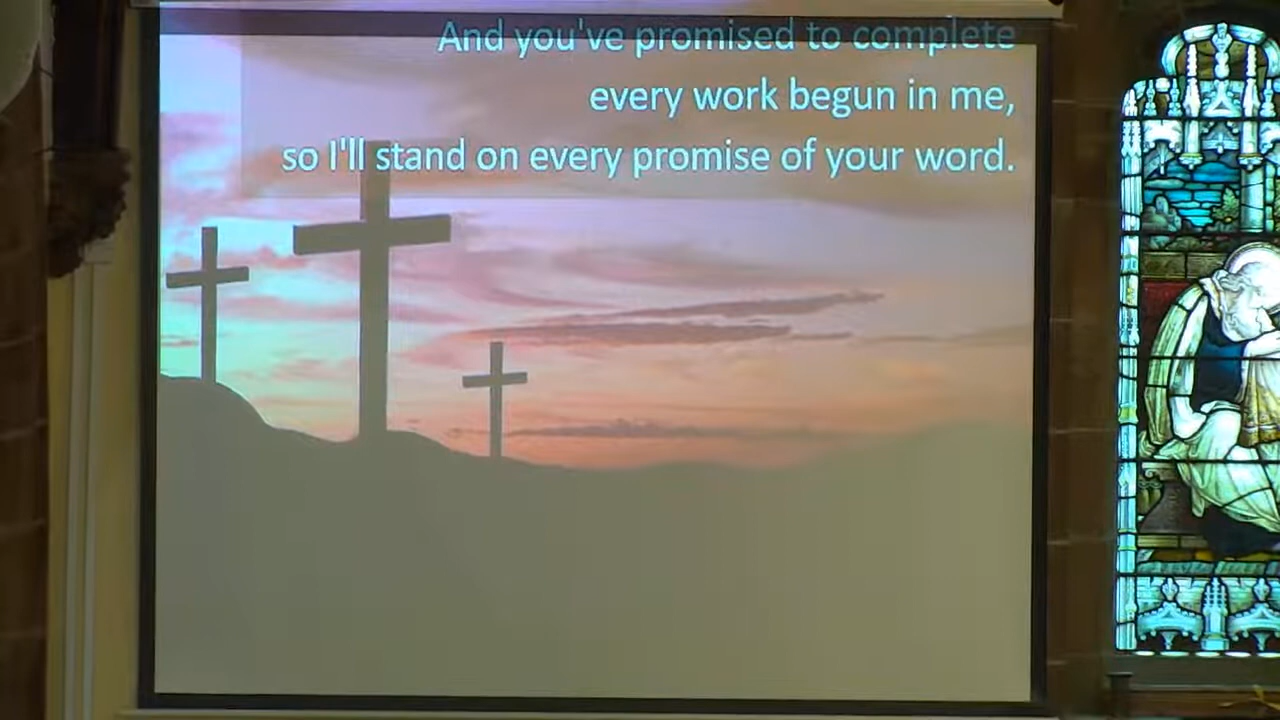 And you've promised to complete
every work begun in me,
so I'll stand on every promise of your word.